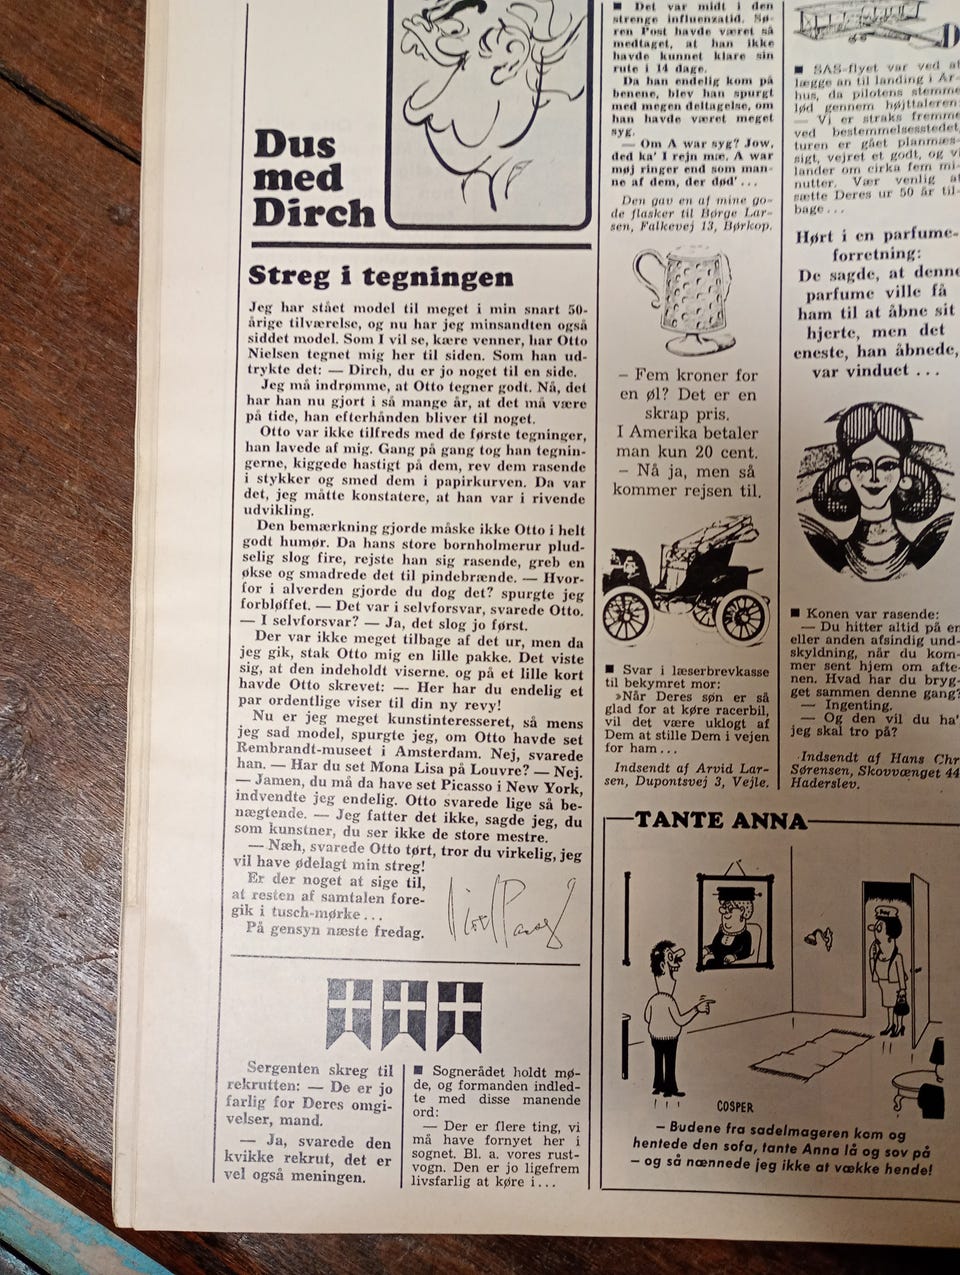 Dus
med
Dirch
Streg i tegningen
Jeg har stået model til meget i min snart 50-
årige tilværelse, og nu har jeg minsandten også
siddet model. Som I vil se, kære venner, har Otto
Nielsen tegnet mig her til siden. Som han ud-
trykte det: — Dirch, du er jo noget til en side.
Jeg må indrømme, at Otto tegner godt. Nå, det
har han nu gjort i så mange år, at det må være
på tide, han efterhånden bliver til noget.
Otto var ikke tilfreds med de første tegninger,
han lavede af mig. Gang på gang tog han tegnin-
gerne, kiggede hastigt på dem, rev dem rasende
i stykker og smed dem i papirkurven. Da var
det, jeg måtte konstatere, at han var i rivende
udvikling.
Den bemærkning gjorde måske ikke Otto i helt
godt humør. Da hans store bornholmerur plud-
selig slog fire, rejste han sig rasende, greb en
økse og smadrede det til pindebrænde. — Hvor-
for i alverden gjorde du dog det? spurgte jeg
forbløffet. — Det var i selvforsvar, svarede Otto.
— I selvforsvar? — Ja, det slog jo først.
Der var ikke meget tilbage af det ur, men da
jeg gik, stak Otto mig en lille pakke. Det viste
sig, at den indeholdt viserne. og på et lille kort
havde Otto skrevet: — Her har du endelig et
par ordentlige viser til din ny revy!
Nu er jeg meget kunstinteresseret, så mens
jeg sad model, spurgte jeg, om Otto havde set
Rembrandt-museet i Amsterdam. Nej, svarede
han. — Har du set Mona Lisa på Louvre? — Nej.
— Jamen, du må da have set Picasso i New York,
indvendte jeg endelig. Otto svarede lige så be-
nægtende. — Jeg fatter det ikke, sagde jeg, du
som kunstner, du ser ikke de store mestre.
— Næh, svarede Otto tørt, tror du virkelig, jeg
vil have ødelagt min streg!
Er der noget at sige til,
at resten af samtalen fore-
gik i tusch-mørke...
På gensyn næste fredag.
Sergenten skreg til
rekrutten: — De er jo
farlig for Deres omgi-
velser, mand.
— Ja, svarede den
kvikke rekrut, det er
vel også meningen.
■ Sognerådet holdt mø-
de, og formanden indled-
te med disse manende
ord:
— Der er flere ting, vi
må have fornyet her i
sognet. Bl. a. vores rust-
vogn. Den er jo ligefrem
livsfarlig at køre i...
■ Det var midt i den
strenge influenzatid. Sø-
ren Post havde været så
medtaget, at han ikke
havde kunnet klare sin
rute i 14 dage.
Da han endelig kom på
benene, blev han spurgt
med megen deltagelse, om
han havde været meget
syg.
— Om A war syg? Jow,
ded ka' I rejn mæ. A war
møj ringer end som man-
ne af dem, der død'...
Den gav en af mine go-
de flasker til Børge Lar-
sen, Falkevej 13, Børkop.
– Fem kroner for
en øl? Det er en
skrap pris.
I Amerika betaler
man kun 20 cent.
– Nå ja, men så
kommer rejsen til.
■ Svar i læserbrevkasse
til bekymret mor:
»Når Deres søn er så
glad for at køre racerbil,
vil det være uklogt af
Dem at stille Dem i vejen
for ham...
Indsendt af Arvid Lar-
sen, Dupontsvej 3, Vejle.
■ SAS-flyet var ved at
lægge an til landing i År-
hus, da pilotens stemme
lød gennem højttaleren:
— Vi er straks fremme
ved bestemmelsesstedet,
turen er gået planmæs-
sigt, vejret et godt, og vi
lander om cirka fem mi-
nutter. Vær venlig at
sætte Deres ur 50 år til-
bage...
Hørt i en parfume-
forretning:
De sagde, at denne
parfume ville få
ham til at åbne sit
hjerte, men det
eneste, han åbnede,
var vinduet ...
■ Konen var rasende:
— Du hitter altid på en
eller anden afsindig und-
skyldning, når du kom-
mer sent hjem om afte-
nen. Hvad har du bryg-
get sammen denne gang?
— Ingenting.
— Og den vil du ha'
jeg skal tro på?
Indsendt af Hans Chr
Sørensen, Skovvænget 44
Haderslev.
TANTE ANNA
COSPER
– Budene fra sadelmageren kom og
hentede den sofa, tante Anna lå og sov på
– og så nænnede jeg ikke at vække hende!